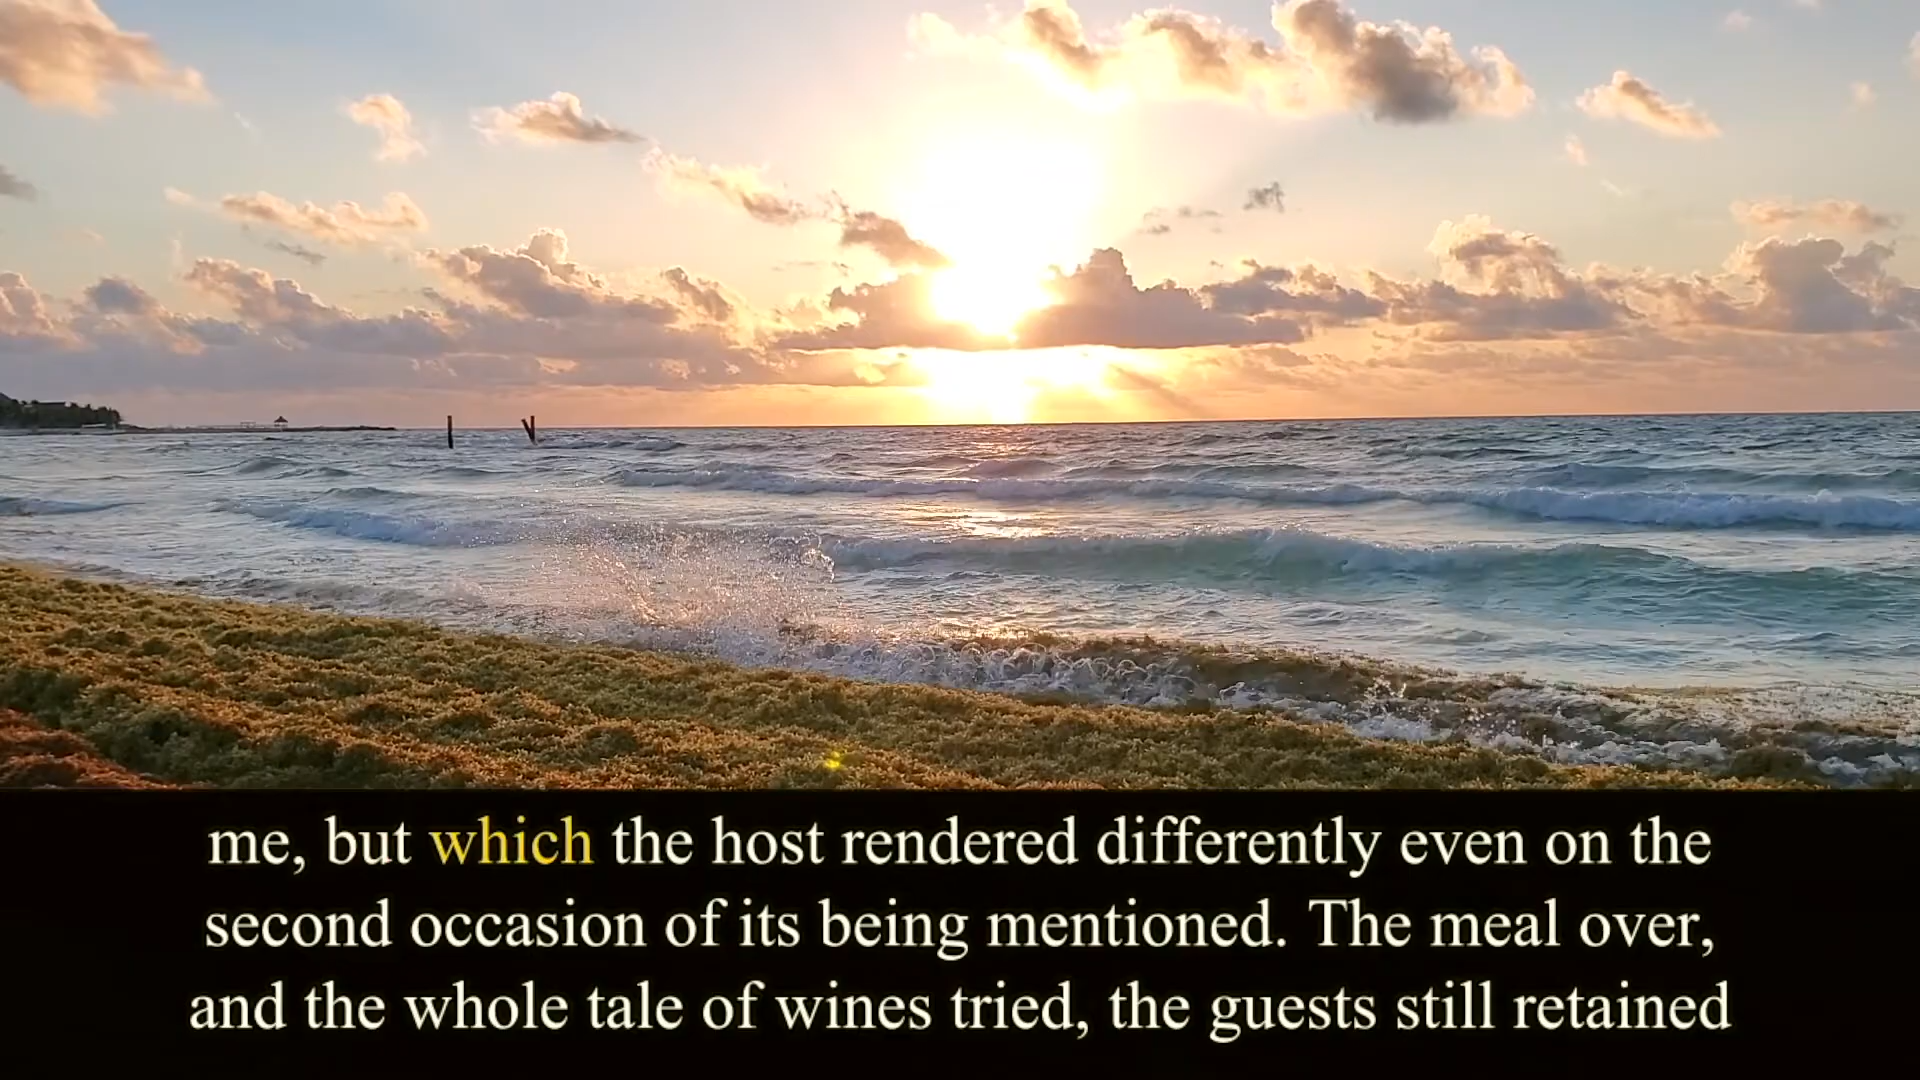 me, but which the host rendered differently even on the
second occasion of its being mentioned. The meal over,
and the whole tale of wines tried, the guests still retained